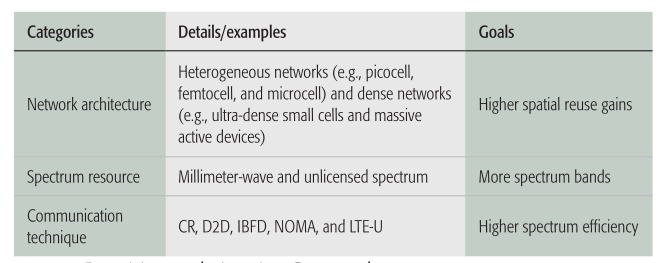 Categories Details/examples Goals
Network architecture
Heterogeneous networks (e.g., picocell,
femtocell, and microcell) and dense networks
(e.g., ultra-dense small cells and massive
active devices)
Higher spatial reuse gains
Spectrum resource Millimeter-wave and unlicensed spectrum More spectrum bands
Communication
technique
CR, D2D, IBFD, NOMA, and LTE-U
Higher spectrum efficiency